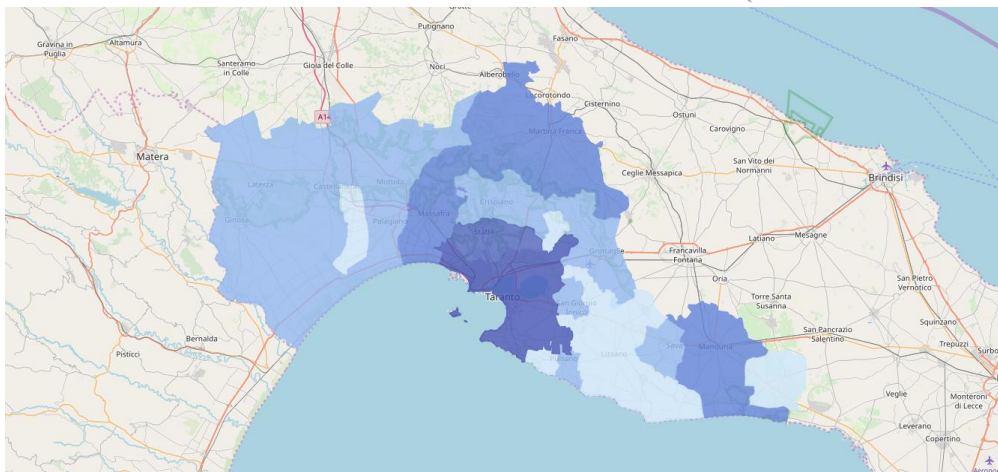 Gravina in
Puglia
Altamura
Santeramo
in Colle
Gioia del Colle
Putignano
Noci
Alberobello
Fasano
Locorotondo
Cisternino
Ostuni
Carovigno
A14
Martina Franca
Ceglie Messapica
San Vito dei
Normanni
Brindisi
Matera
Laterza
Mottola
Ginosa
Palagiano
Massafra
Crispiano
Statte
Grottaglie
Francavilla
Fontana
Latiano
Mesagne
Oria
San Pietro
Vernotico
Taranto
San Giorgio
Ionico
Torre Santa
Susanna
Squinzano
San Pancrazio
Salentino
Trepuzzi
Bernalda
Pisticci
Pulsano
Lizzano
Sava
Manduria
Veglie
Monteroni
di Lecce
Leverano
Copertino